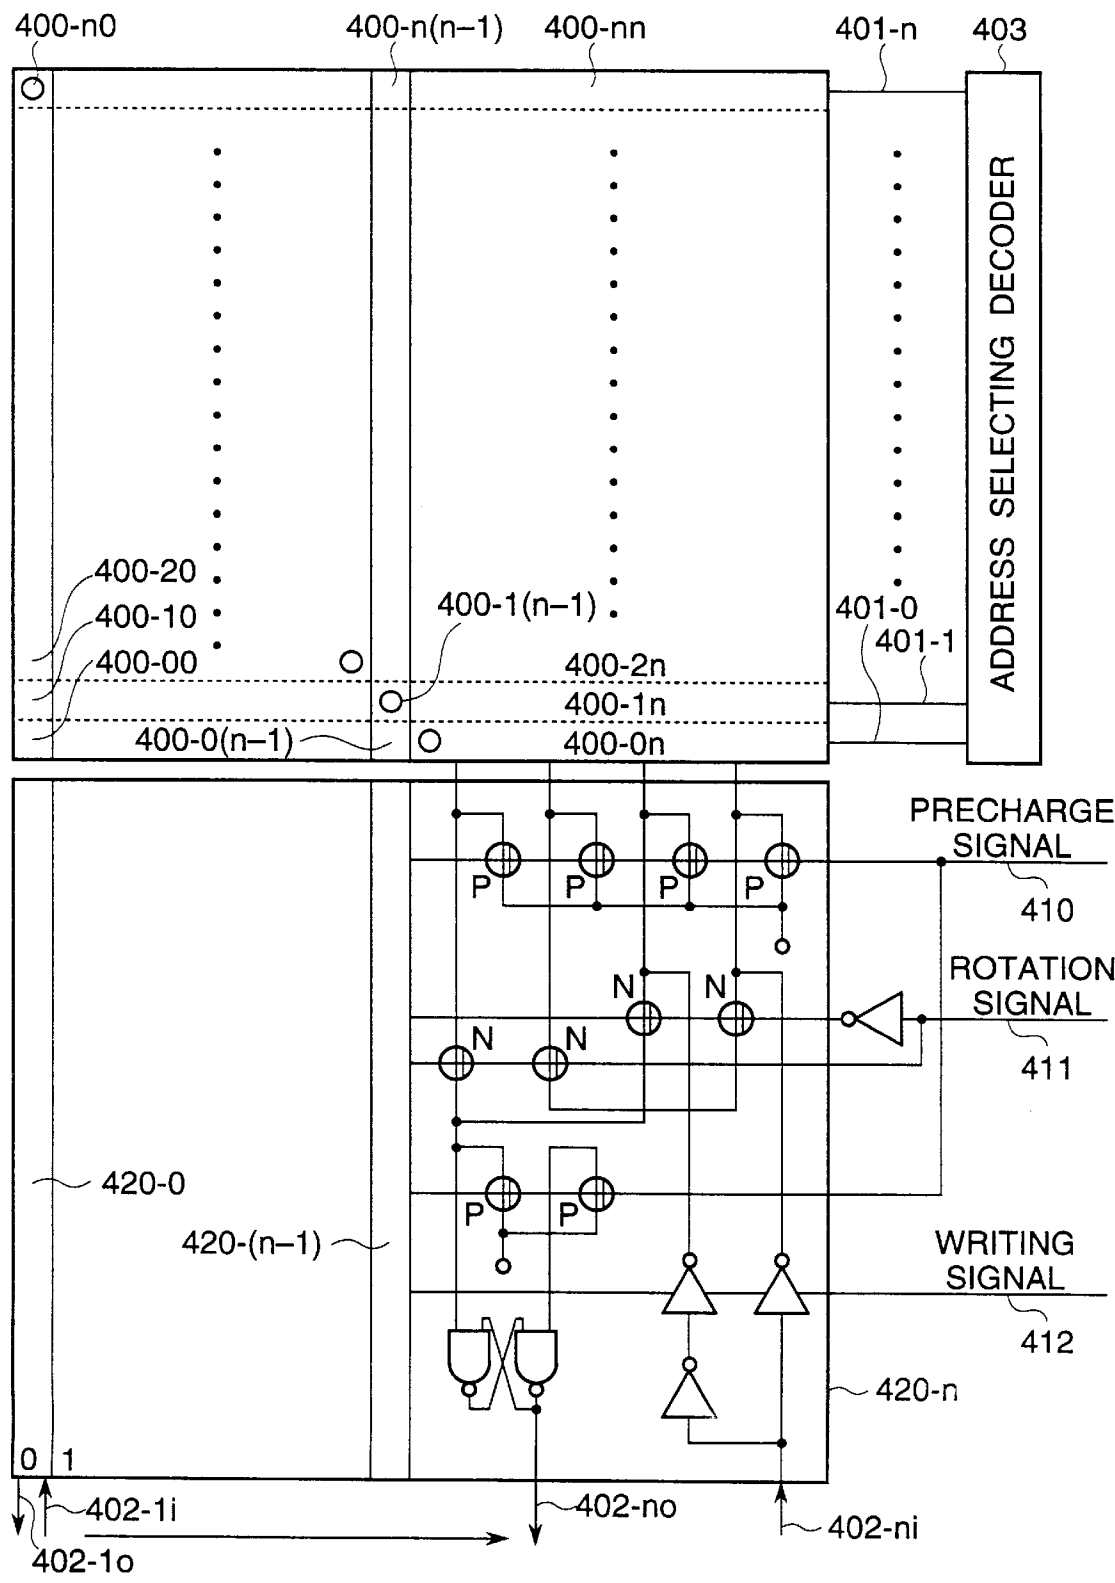 400-n0
400-n(n–1)
400-nn
401-n
403
ADDRESS SELECTING DECODER
400-20
400-10
400-00
400-1(n–1)
401-0
401-1
400-2n
400-1n
400-0(n–1)
400-0n
PRECHARGE
SIGNAL
P
P
P
P
410
ROTATION
SIGNAL
N
N
N
N
411
420-0
P
P
420-(n–1)
WRITING
SIGNAL
412
420-n
0
1
402-1i
402-no
402-ni
402-1o